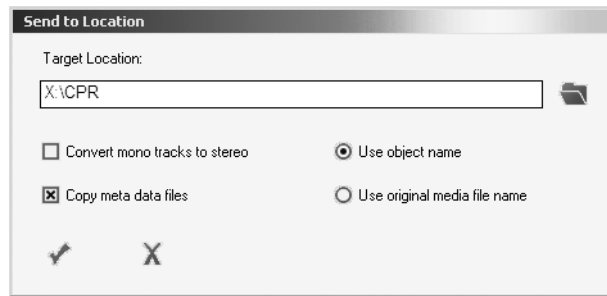 Send to Location
Target Location:
X:\CPR
Convert mono tracks to stereo
Use object name
Copy meta data files
Use original media file name